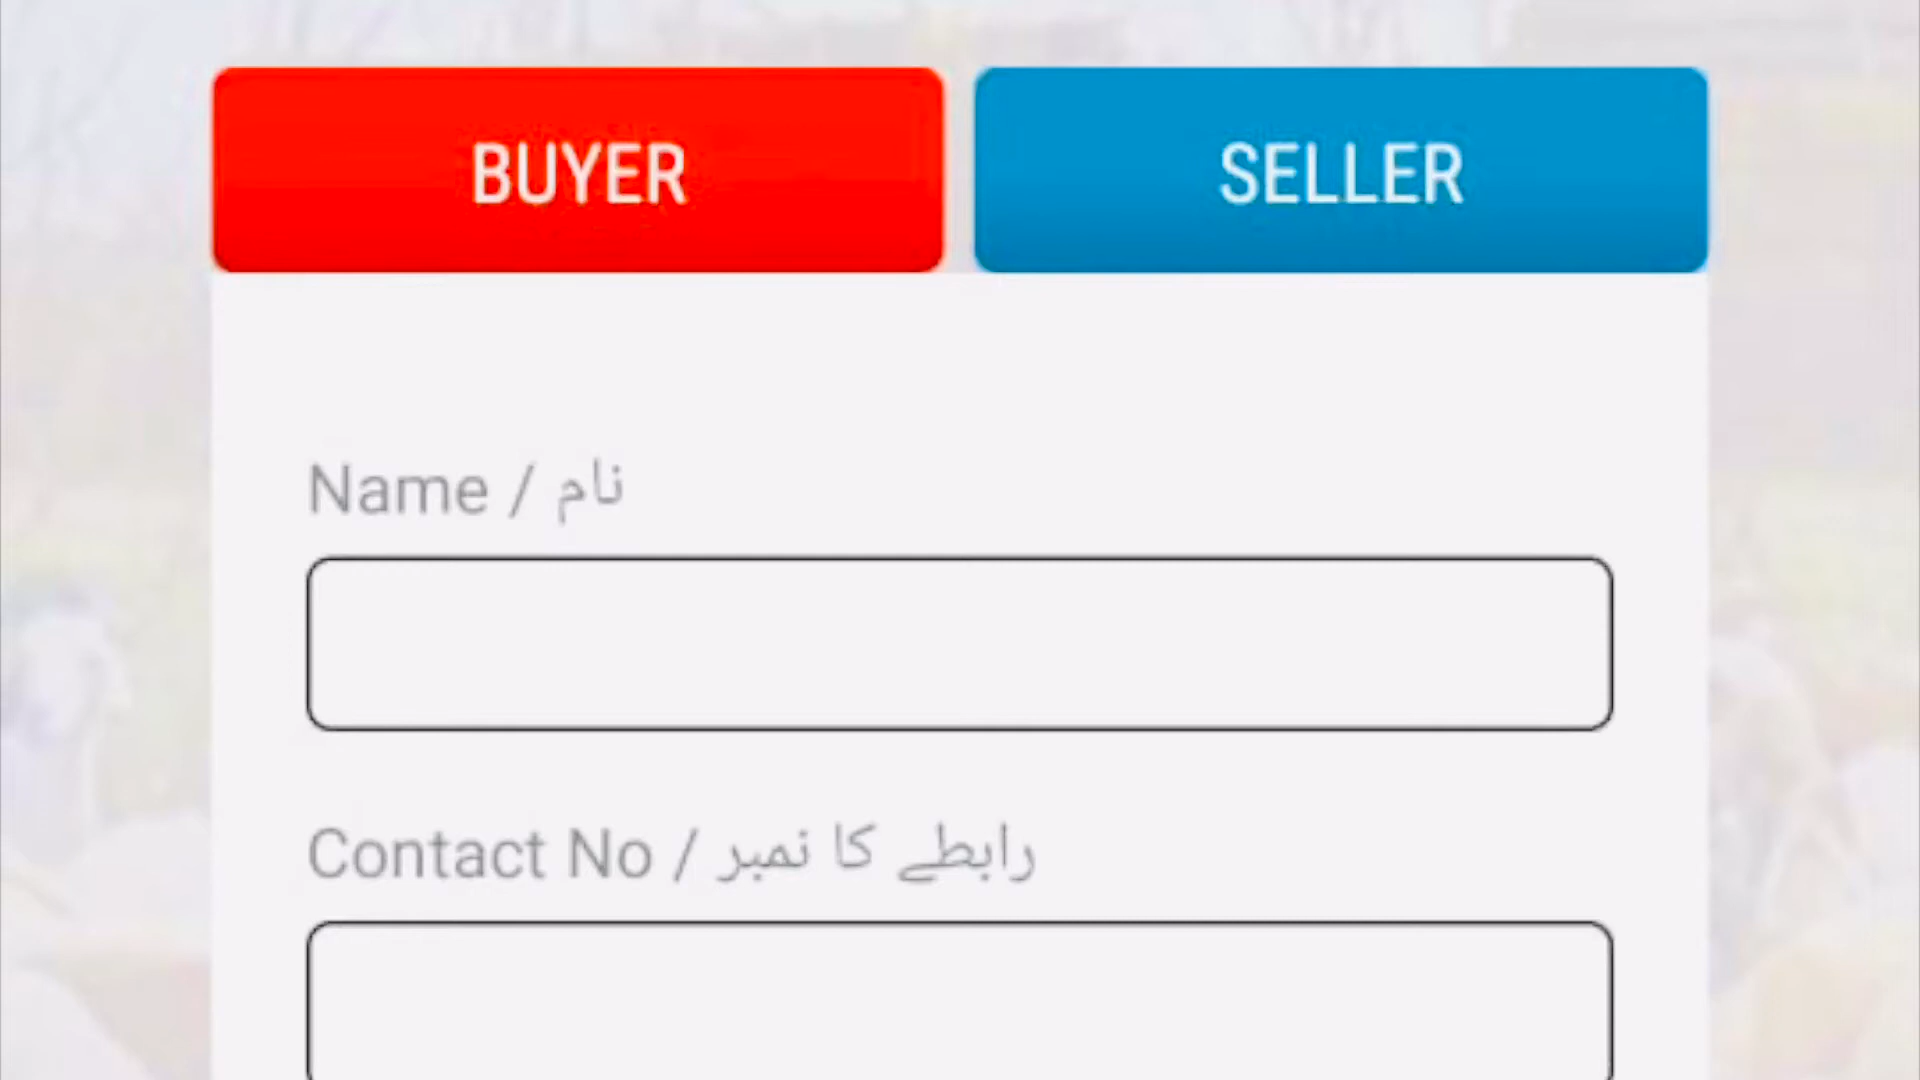 BUYER
SELLER
Name / نام
Contact No / رابطے کا نمبر